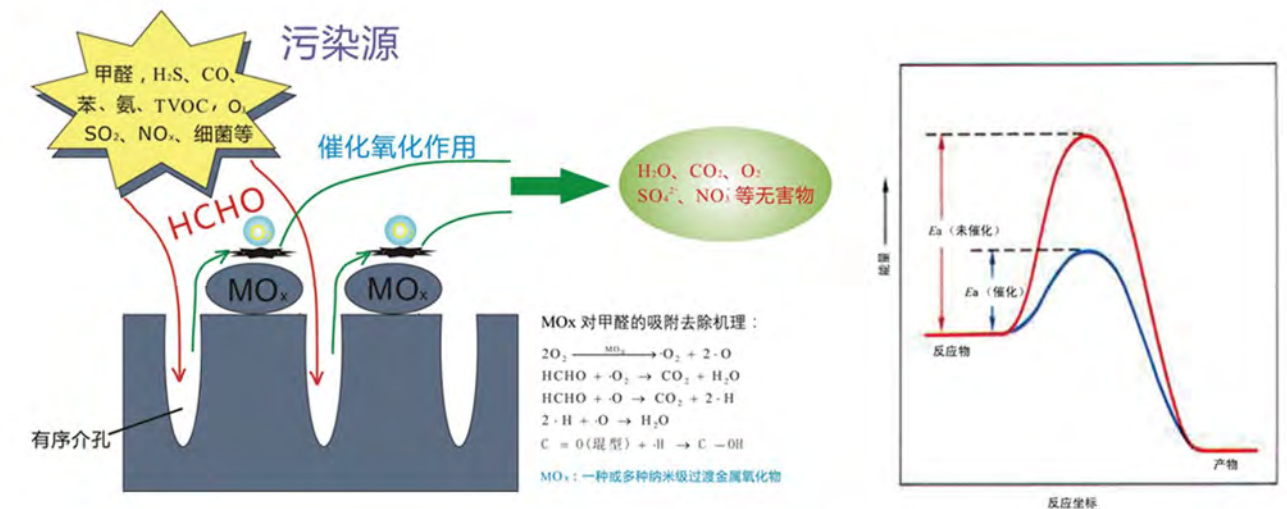 污染源
甲醛，H₂S、CO、
苯、氨、TVOC，O₃
SO₂、NOₓ、细菌等
催化氧化作用
HCHO
H₂O、CO₂、O₂
SO₄²⁻、NO₃⁻等无害物
MOₓ
MOₓ
有序介孔
MOx 对甲醛的吸附去除机理：
2O₂ —MOₓ→ ·O₂ + 2·O
HCHO + ·O₂ → CO₂ + H₂O
HCHO + ·O → CO₂ + 2·H
2·H + ·O → H₂O
C = O(琨型) + ·H → C —OH
MOₓ：一种或多种纳米级过渡金属氧化物
能量
Ea（未催化）
Ea（催化）
反应物
产物
反应坐标